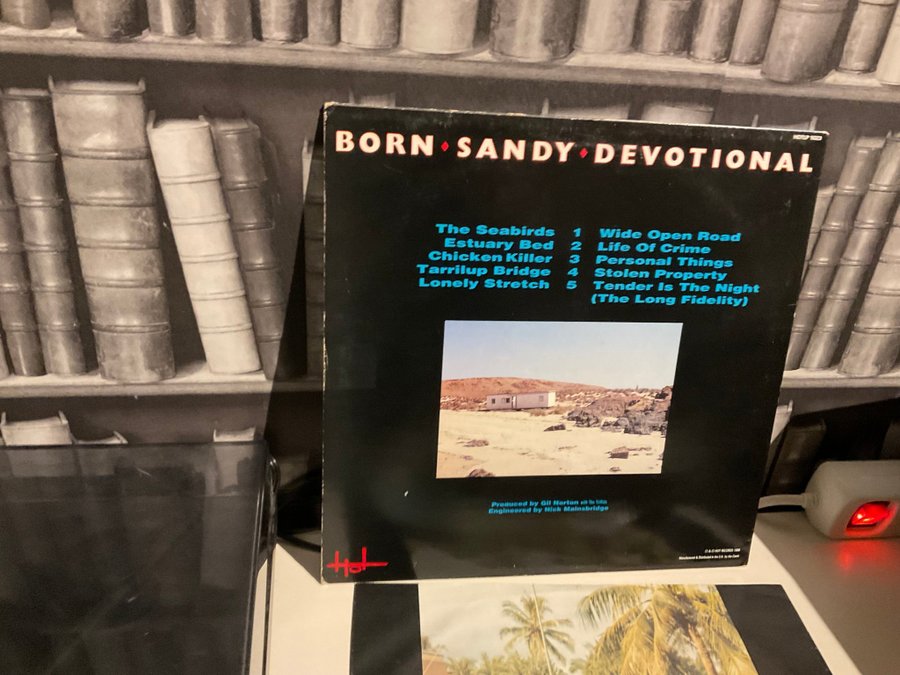 BORN • SANDY • DEVOTIONAL
The Seabirds 1 Wide Open Road
Estuary Bed 2 Life Of Crime
Chicken Killer 3 Personal Things
Tarrilup Bridge 4 Stolen Property
Lonely Stretch 5 Tender Is The Night
(The Long Fidelity)
Produced by Gil Norton
Engineered by Nick Mainsbridge
Hot